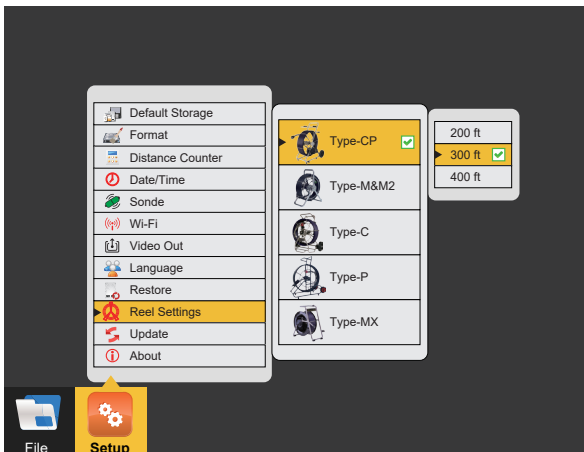 Default Storage
Format
Distance Counter
Date/Time
Sonde
Wi-Fi
Video Out
Language
Restore
Reel Settings
Update
About
Type-CP
Type-M&M2
Type-C
Type-P
Type-MX
200 ft
300 ft
400 ft
File
Setup